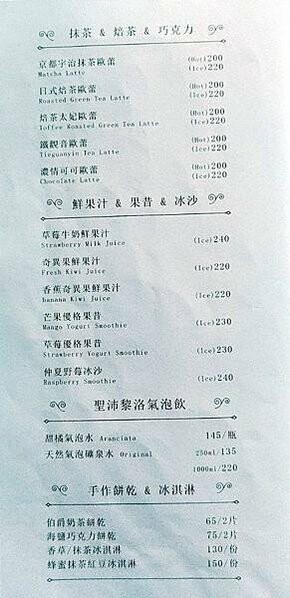 抹茶 & 焙茶 & 巧克力
京都宇治抹茶歐蕾 (Hot)200
Matcha Latte (Ice)220
日式焙茶歐蕾 (Hot)200
Roasted Green Tea Latte (Ice)220
焙茶太妃歐蕾 (Hot)200
Toffee Roasted Green Tea Latte (Ice)220
鐵觀音歐蕾 (Hot)200
Tieguanyin Tea Latte (Ice)220
濃情可可歐蕾 (Hot)200
Chocolate Latte (Ice)220
鮮果汁 & 果昔 & 冰沙
草莓牛奶鮮果汁 (Ice)240
Strawberry Milk Juice
奇異果鮮果汁 (Ice)220
Fresh Kiwi Juice
香蕉奇異果鮮果汁 (Ice)220
banana Kiwi Juice
芒果優格果昔 (Ice)230
Mango Yogurt Smoothie
草莓優格果昔 (Ice)230
Strawberry Yogurt Smoothie
仲夏野莓冰沙 (Ice)240
Raspberry Smoothie
聖沛黎洛氣泡飲
甜橘氣泡水 Aranciata 145/瓶
天然氣泡礦泉水 Original 250ml/135
1000ml/220
手作餅乾 & 冰淇淋
伯爵奶茶餅乾 65/2片
海鹽巧克力餅乾 75/2片
香草/抹茶冰淇淋 130/份
蜂蜜抹茶紅豆冰淇淋 150/份